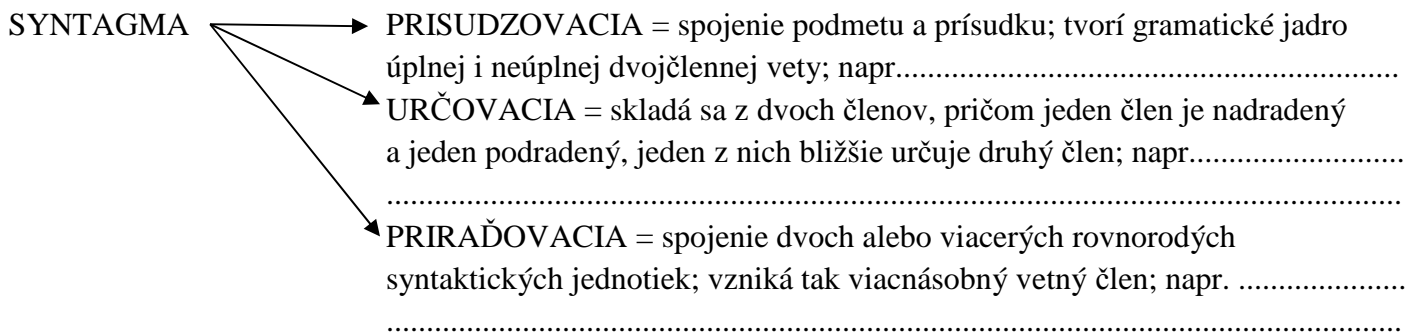 SYNTAGMA PRISUDZOVACIA = spojenie podmetu a prísudku; tvorí gramatické jadro
úplnej i neúplnej dvojčlennej vety; napr.....................................................
URČOVACIA = skladá sa z dvoch členov, pričom jeden člen je nadradený
a jeden podradený, jeden z nich bližšie určuje druhý člen; napr.......................
............................................................................................................
PRIRAĎOVACIA = spojenie dvoch alebo viacerých rovnorodých
syntaktických jednotiek; vzniká tak viacnásobný vetný člen; napr. ..................
............................................................................................................